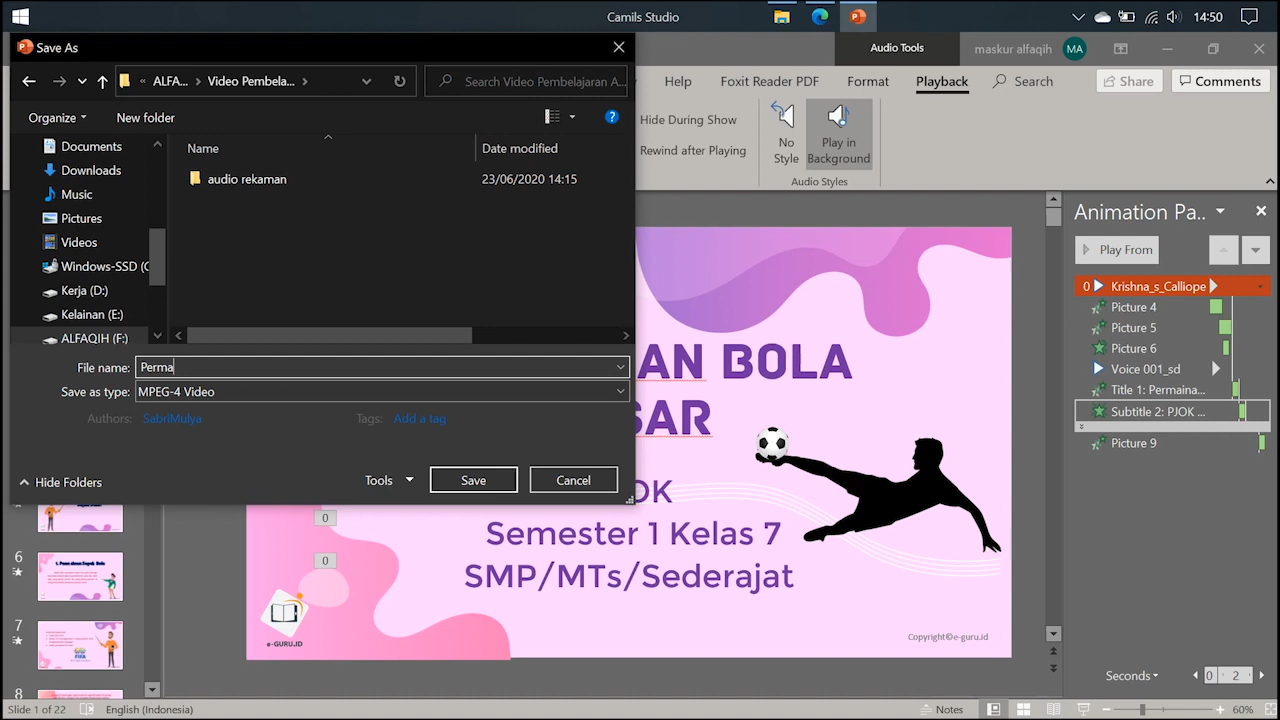 Camils Studio
14:50
Save As
Audio Tools
maskur alfaqih
MA
« ALFA... › Video Pembela... ›
Search Video Pembelajaran A...
Help
Foxit Reader PDF
Format
Playback
Search
Share
Comments
Organize
New folder
Hide During Show
Rewind after Playing
No
Style
Play in
Background
Audio Styles
Documents
Downloads
Music
Pictures
Videos
Windows-SSD (C
Kerja (D:)
Kelainan (E:)
ALFAQIH (F:)
Name
Date modified
audio rekaman
23/06/2020 14:15
File name:
Perma
Save as type:
MPEG-4 Video
Authors:
SabriMulya
Tags:
Add a tag
Hide Folders
Tools
Save
Cancel
Animation Pa..
Play From
0
Krishna_s_Calliope
Picture 4
Picture 5
Picture 6
Voice 001_sd
Title 1: Permaina...
Subtitle 2: PJOK ...
Picture 9
AN BOLA
SAR
OK
Semester 1 Kelas 7
SMP/MTs/Sederajat
0
0
e-GURU.ID
Copyright©e-guru.id
6
7
FIFA
8
Seconds
0
2
Slide 1 of 22
English (Indonesia)
Notes
60%